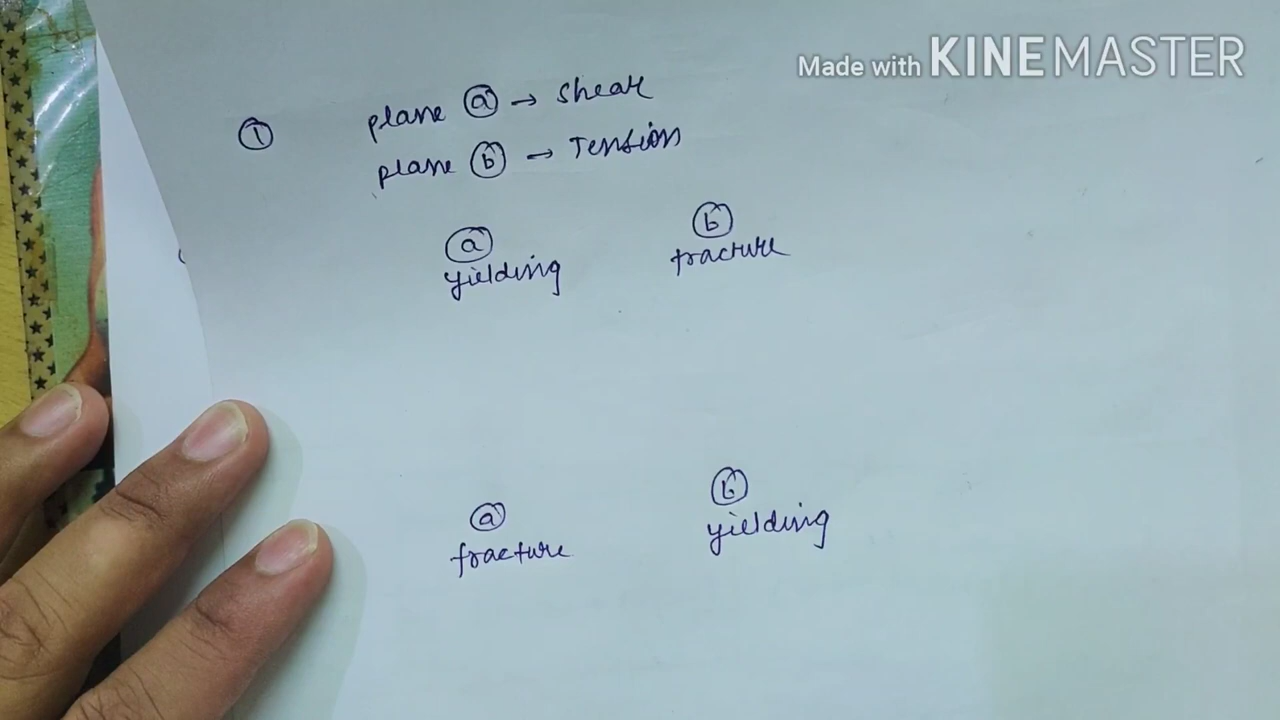 Made with KINEMASTER
① plane ⓐ → Shear
plane ⓑ → Tension
ⓐ ⓑ
yielding fracture
ⓐ ⓑ
fracture yielding